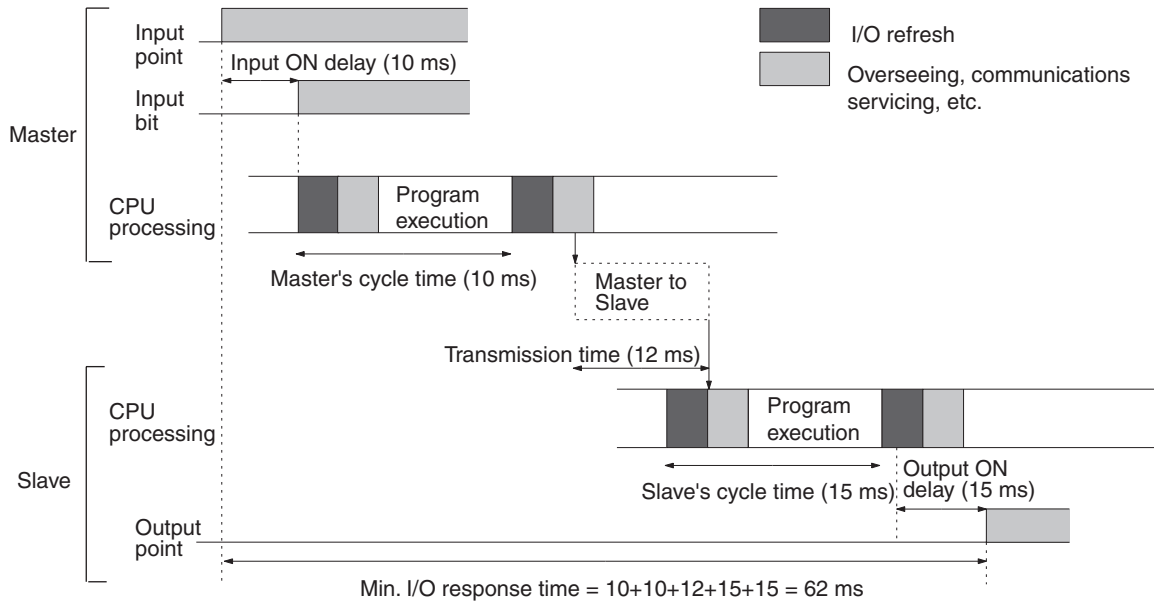 Input
point
Input ON delay (10 ms)
Input
bit
Master
CPU
processing
Program
execution
Master's cycle time (10 ms)
Master to
Slave
Transmission time (12 ms)
I/O refresh
Overseeing, communications
servicing, etc.
Slave
CPU
processing
Program
execution
Slave's cycle time (15 ms)
Output ON
delay (15 ms)
Output
point
Min. I/O response time = 10+10+12+15+15 = 62 ms